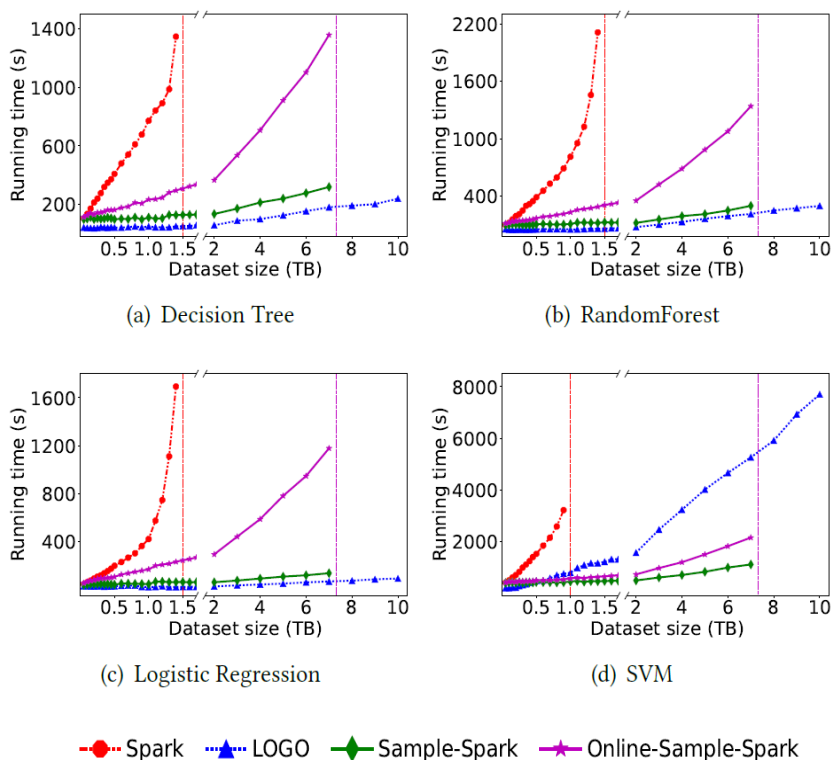 1400
1000
600
200
Running time (s)
0.5 1.0 1.5 2 4 6 8 10
Dataset size (TB)
(a) Decision Tree
2200
1600
1000
400
Running time (s)
0.5 1.0 1.5 2 4 6 8 10
Dataset size (TB)
(b) RandomForest
1600
1200
800
400
Running time (s)
0.5 1.0 1.5 2 4 6 8 10
Dataset size (TB)
(c) Logistic Regression
8000
6000
4000
2000
Running time (s)
0.5 1.0 1.5 2 4 6 8 10
Dataset size (TB)
(d) SVM
Spark LOGO Sample-Spark Online-Sample-Spark